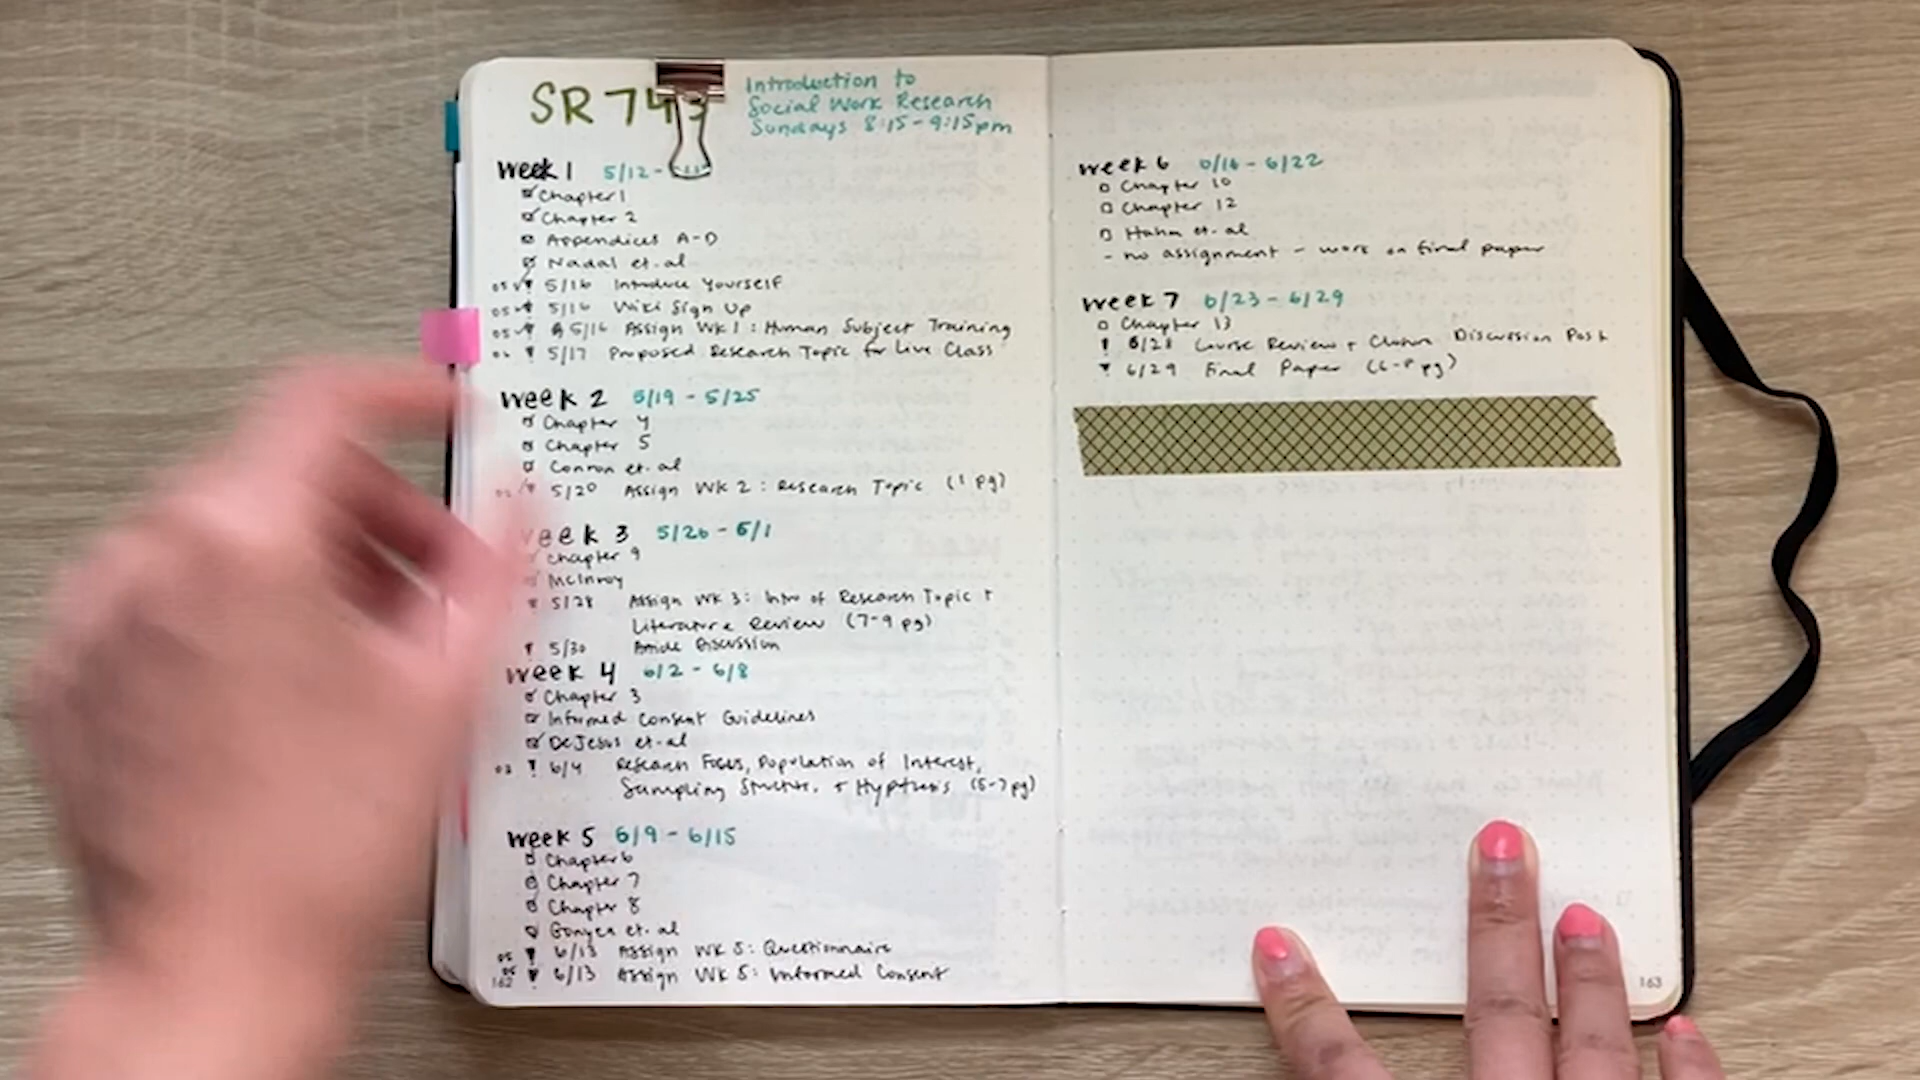 SR 743
Introduction to
Social Work Research
Sundays 8:15-9:15pm
Week 1 5/12-
Chapter 1
Chapter 2
Appendices A-D
Nadal et.al
5/16 Introduce Yourself
5/16 Wiki Sign Up
5/16 Assign Wk 1: Human Subject Training
5/17 Proposed Research Topic for Live Class
Week 2 5/19 - 5/25
Chapter 4
Chapter 5
Conron et.al
5/20 Assign Wk 2: Research Topic (1 pg)
Week 3 5/26 - 6/1
Chapter 9
McInroy
5/28 Assign Wk 3: Intro of Research Topic +
Literature Review (7-9 pg)
5/30 Article Discussion
Week 4 6/2 - 6/8
Chapter 3
Informed Consent Guidelines
DeJesus et.al
03 ! 6/4 Research Focus, Population of Interest,
Sampling + Hypthesis (5-7 pg)
Week 5 6/9 - 6/15
Chapter 6
Chapter 7
Chapter 8
Gonyea et.al
05 ! 6/13 Assign Wk 5: Questionnaire
05 ! 6/13 Assign Wk 5: Informed Consent
162
Week 6 6/16 - 6/22
Chapter 10
Chapter 12
Hahm et.al
- no assignment - work on final paper
Week 7 6/23 - 6/29
Chapter 13
! 6/28 Course Review + Closure Discussion Post
! 6/29 Final Paper (6-8 pg)
163